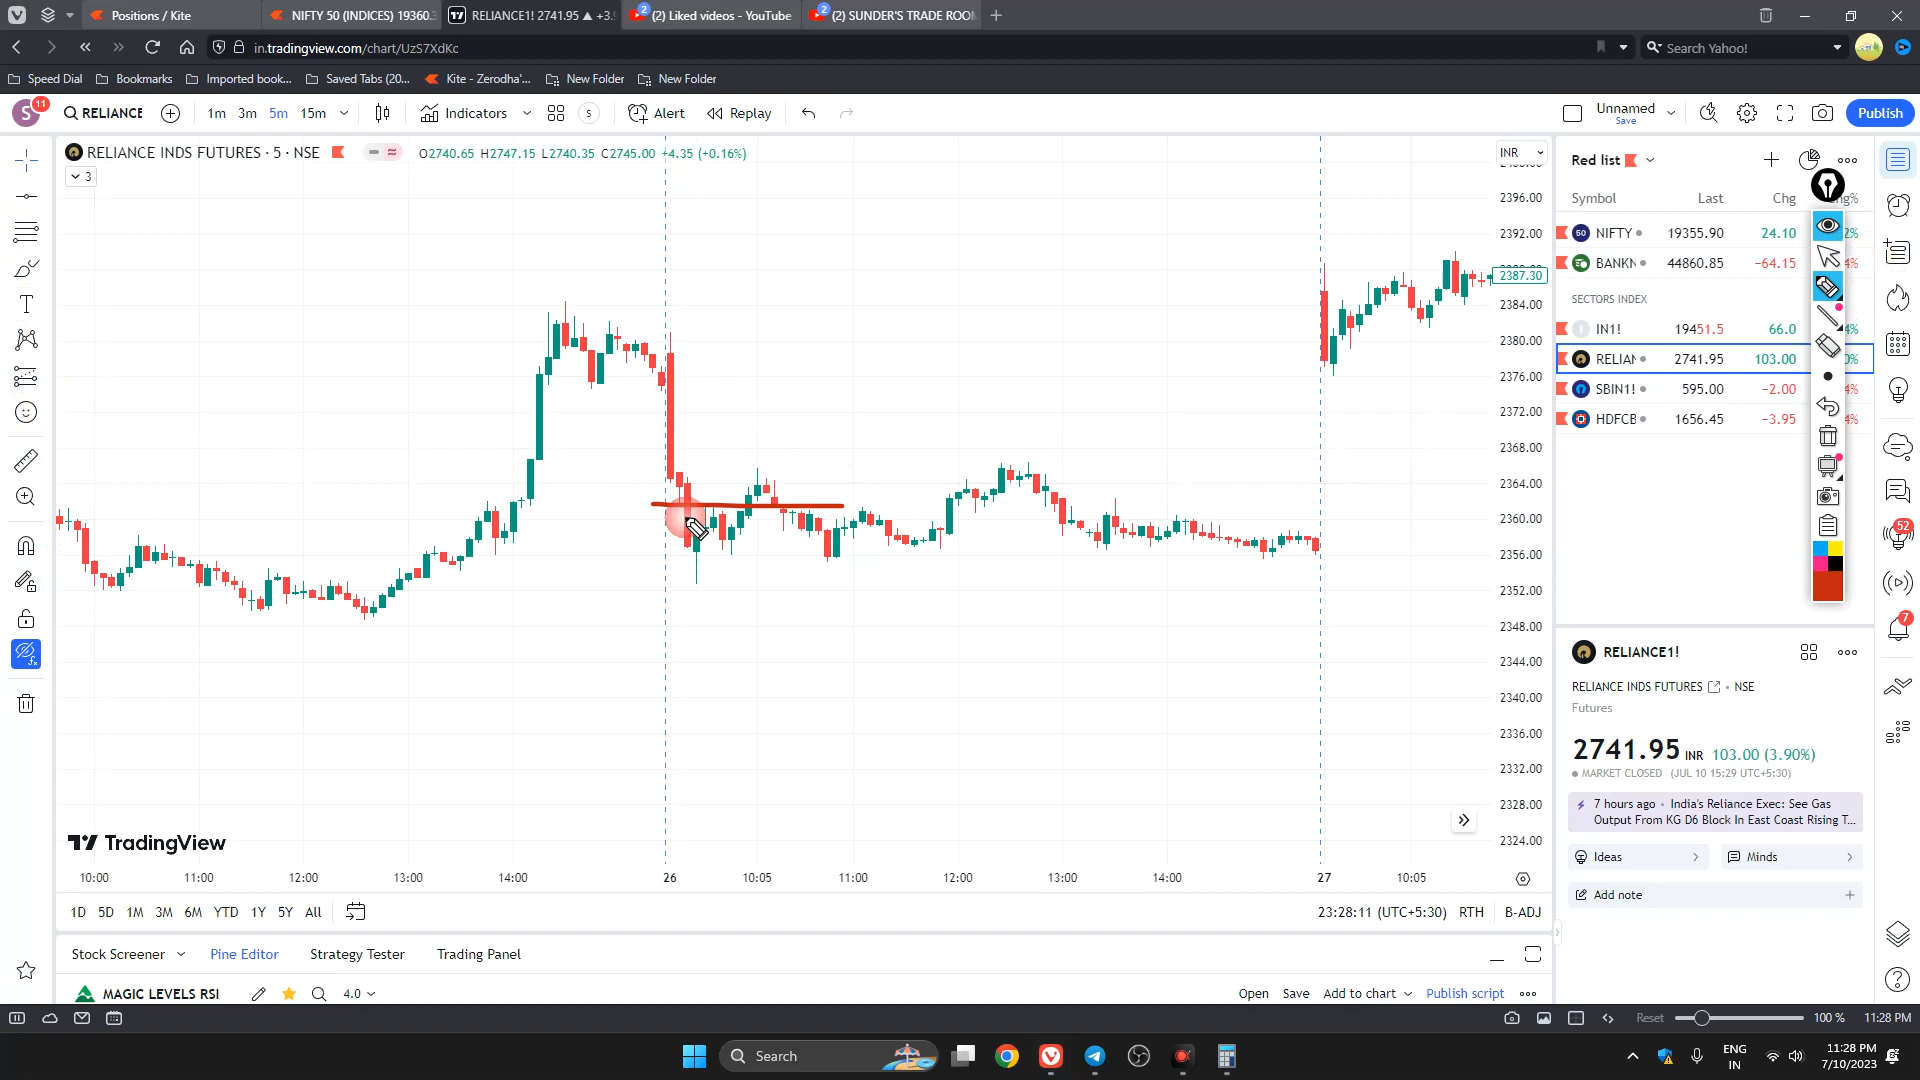 Positions / Kite
NIFTY 50 (INDICES) 19360.3
RELIANCE1! 2741.95 ▲ +3.9
2
(2) Liked videos - YouTube
2
(2) SUNDER'S TRADE ROOM
in.tradingview.com/chart/UzS7XdKc
Search Yahoo!
Speed Dial
Bookmarks
Imported book...
Saved Tabs (20...
Kite - Zerodha'...
New Folder
New Folder
S
11
RELIANCE
1m
3m
5m
15m
Indicators
S
Alert
Replay
Unnamed
Save
Publish
RELIANCE INDS FUTURES · 5 · NSE
O2740.65 H2747.15 L2740.35 C2745.00 +4.35 (+0.16%)
3
INR
2396.00
2392.00
2387.30
2384.00
2380.00
2376.00
2372.00
2368.00
2364.00
2360.00
2356.00
2352.00
2348.00
2344.00
2340.00
2336.00
2332.00
2328.00
2324.00
TradingView
10:00
11:00
12:00
13:00
14:00
26
10:05
11:00
12:00
13:00
14:00
27
10:05
1D
5D
1M
3M
6M
YTD
1Y
5Y
All
23:28:11 (UTC+5:30)
RTH
B-ADJ
Stock Screener
Pine Editor
Strategy Tester
Trading Panel
MAGIC LEVELS RSI
4.0
Open
Save
Add to chart
Publish script
Red list
Symbol
Last
Chg
50
NIFTY
19355.90
24.10
BANKN
44860.85
−64.15
SECTORS INDEX
I
IN1!
19451.5
66.0
RELIAN
2741.95
103.00
SBIN1!
595.00
−2.00
HDFCB
1656.45
−3.95
RELIANCE1!
RELIANCE INDS FUTURES
• NSE
Futures
2741.95 INR 103.00 (3.90%)
MARKET CLOSED (JUL 10 15:29 UTC+5:30)
7 hours ago • India's Reliance Exec: See Gas
Output From KG D6 Block In East Coast Rising T...
Ideas
Minds
Add note
52
7
Reset
100 %
11:28 PM
Search
ENG
IN
11:28 PM
7/10/2023